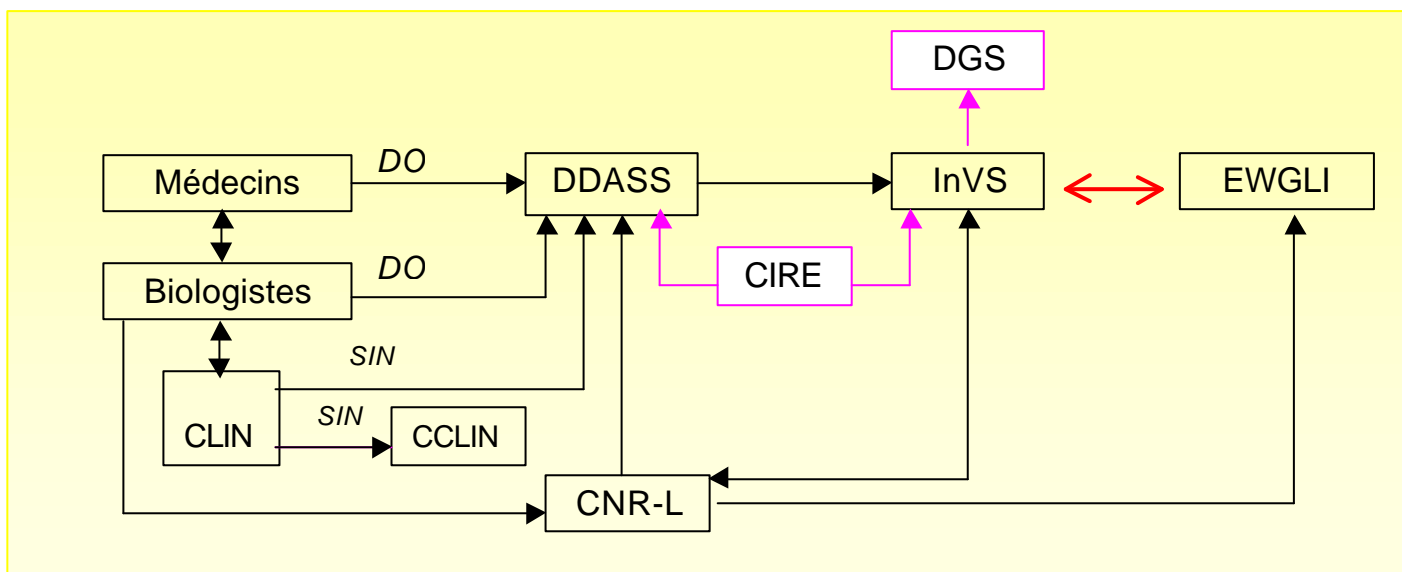 DGS
Médecins
DO
DDASS
InVS
EWGLI
Biologistes
DO
CIRE
SIN
CLIN
SIN
CCLIN
CNR-L